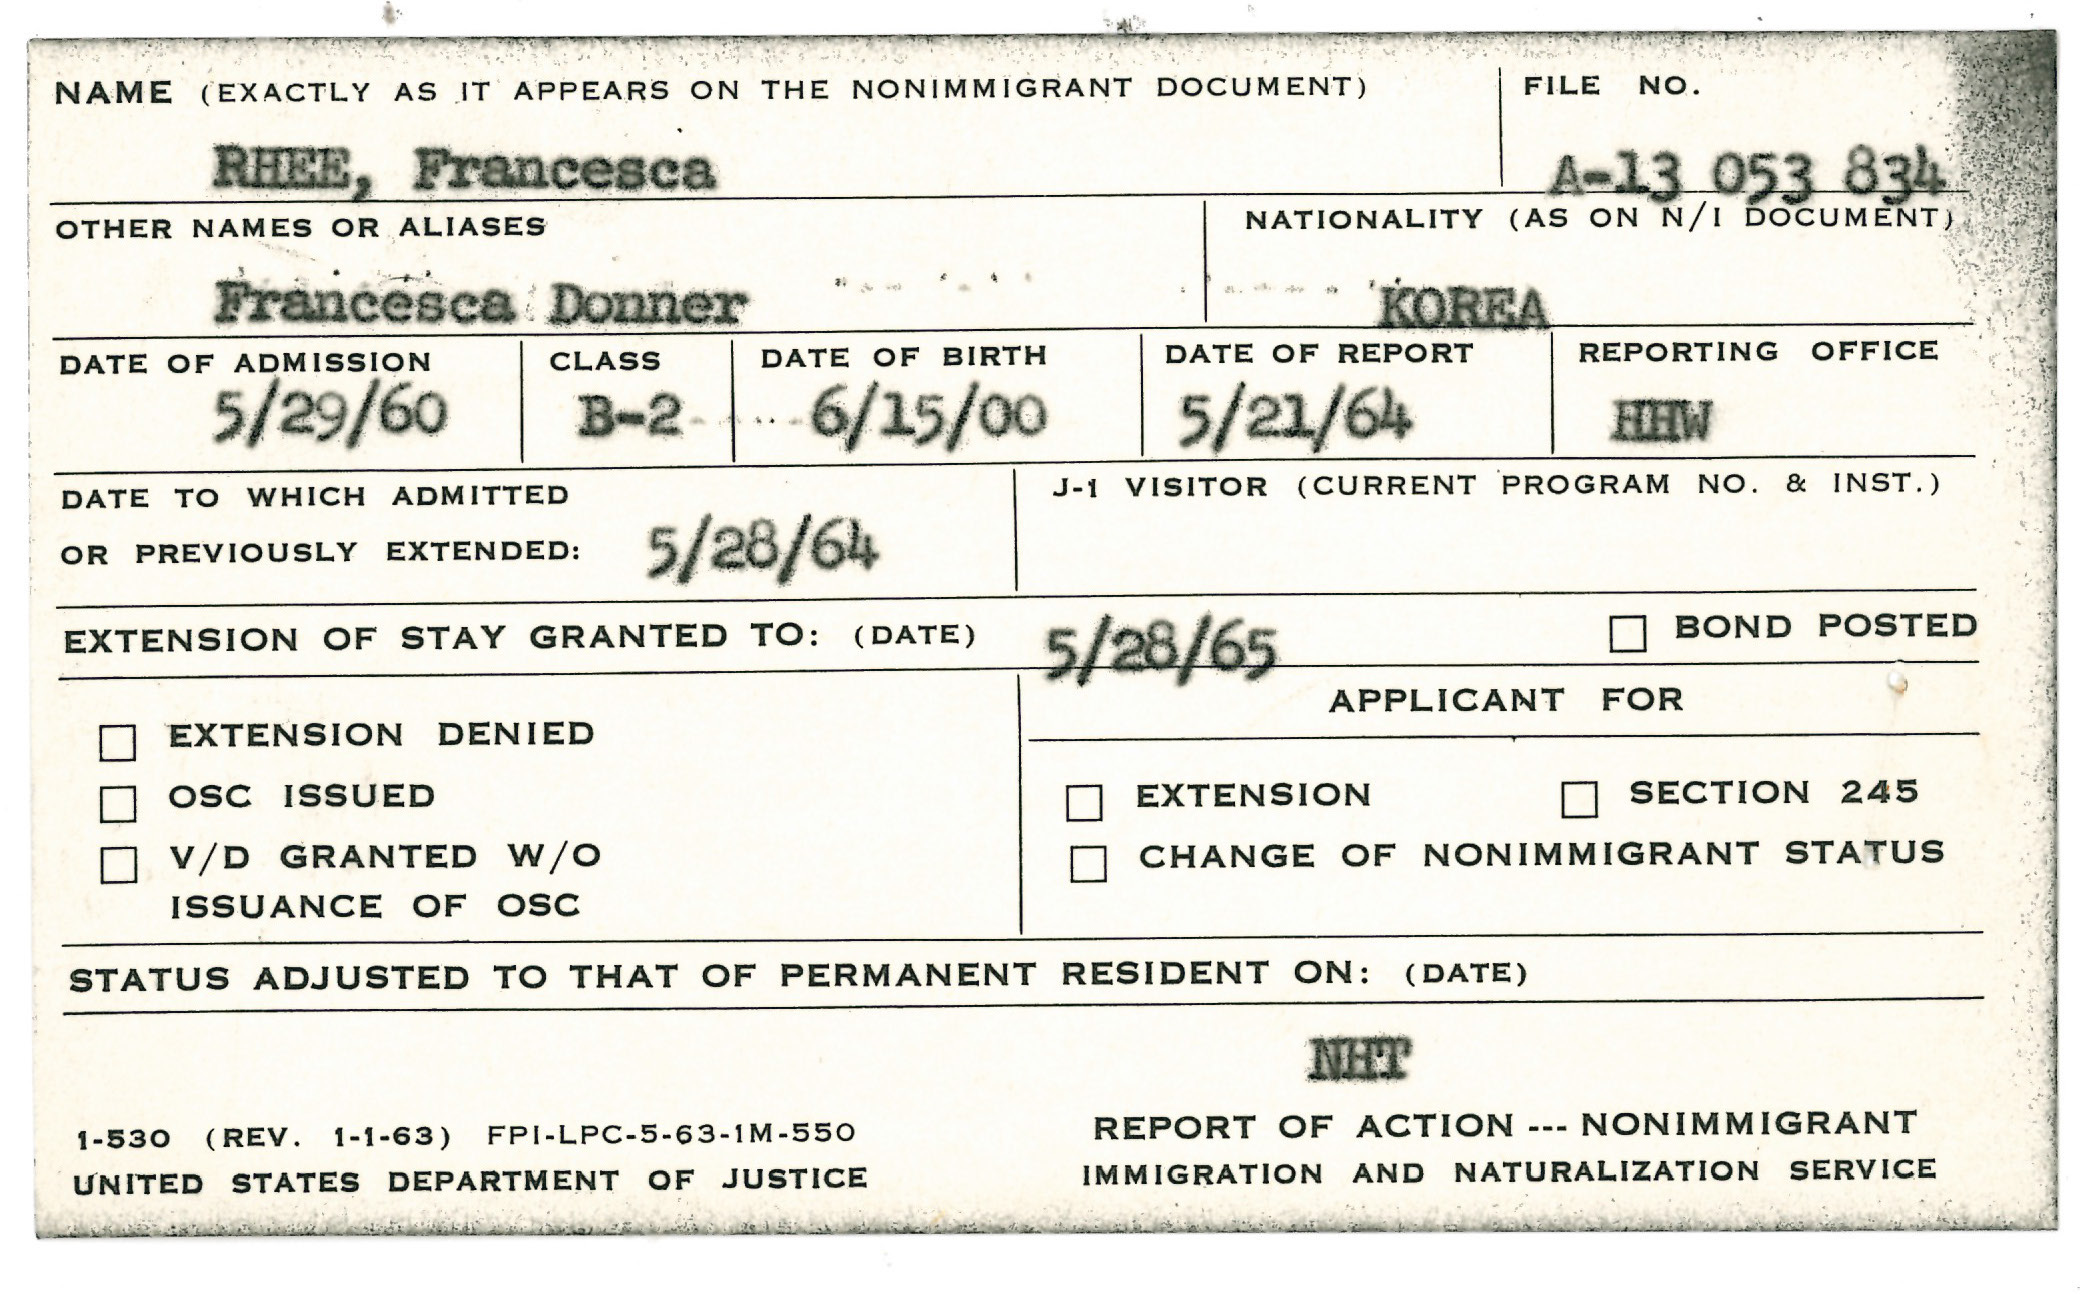 NAME (EXACTLY AS IT APPEARS ON THE NONIMMIGRANT DOCUMENT) FILE NO.
RHEE, Francesca A-13 053 834
OTHER NAMES OR ALIASES NATIONALITY (AS ON N/I DOCUMENT)
Francesca Donner KOREA
DATE OF ADMISSION CLASS DATE OF BIRTH DATE OF REPORT REPORTING OFFICE
5/29/60 B-2 6/15/00 5/21/64 HHW
DATE TO WHICH ADMITTED J-1 VISITOR (CURRENT PROGRAM NO. & INST.)
OR PREVIOUSLY EXTENDED: 5/28/64
EXTENSION OF STAY GRANTED TO: (DATE) 5/28/65 BOND POSTED
APPLICANT FOR
EXTENSION DENIED
OSC ISSUED EXTENSION SECTION 245
V/D GRANTED W/O CHANGE OF NONIMMIGRANT STATUS
ISSUANCE OF OSC
STATUS ADJUSTED TO THAT OF PERMANENT RESIDENT ON: (DATE)
NHT
1-530 (REV. 1-1-63) FPI-LPC-5-63-1M-550 REPORT OF ACTION --- NONIMMIGRANT
UNITED STATES DEPARTMENT OF JUSTICE IMMIGRATION AND NATURALIZATION SERVICE